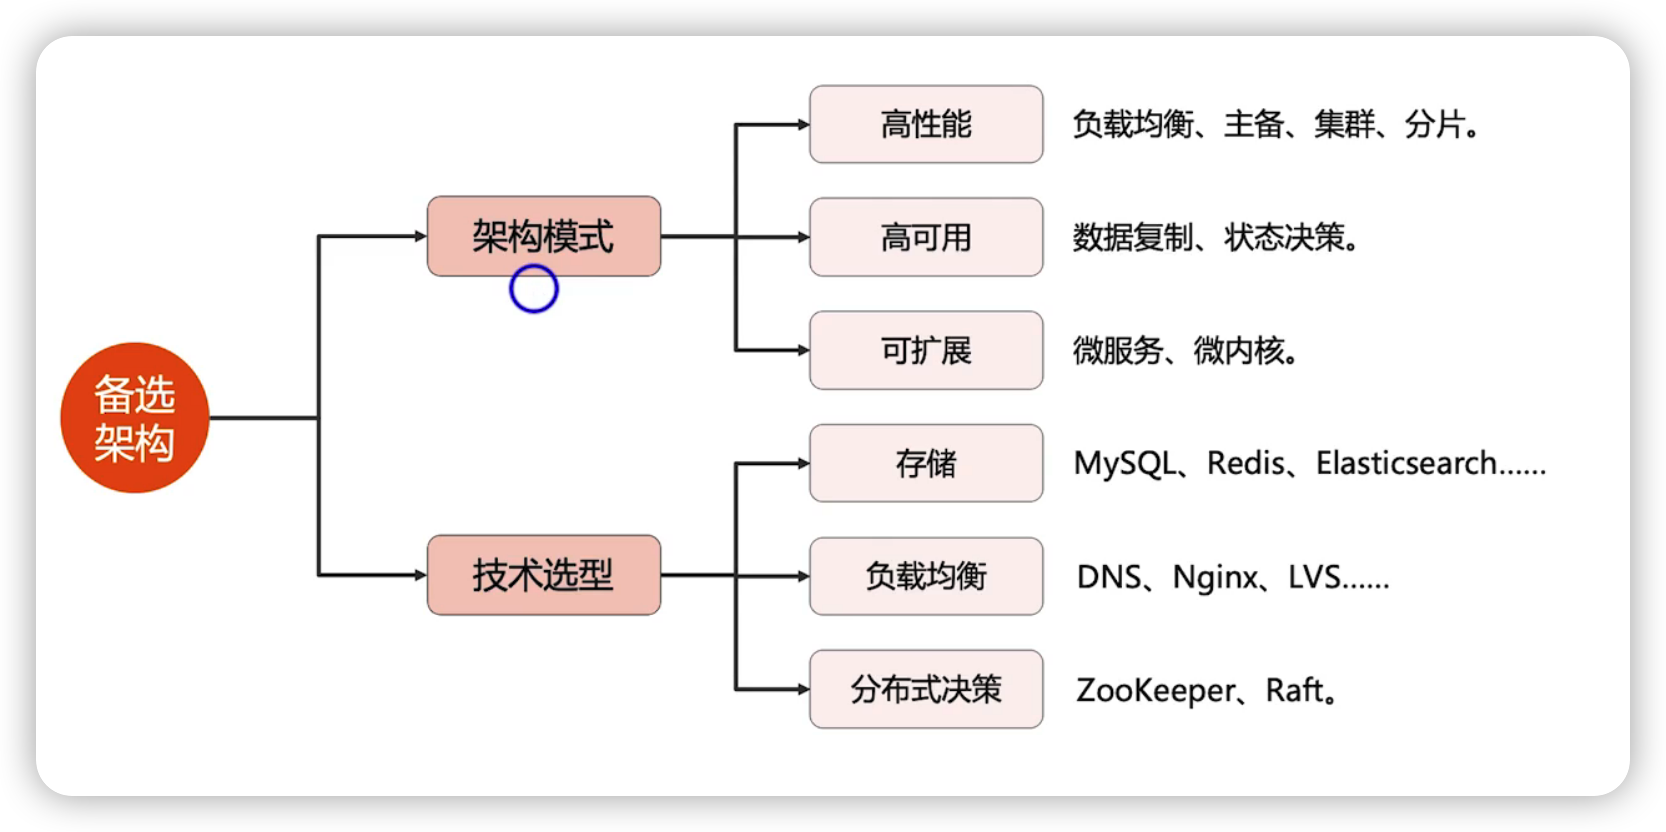 备选
架构
架构模式
高性能
负载均衡、主备、集群、分片。
高可用
数据复制、状态决策。
可扩展
微服务、微内核。
技术选型
存储
MySQL、Redis、Elasticsearch......
负载均衡
DNS、Nginx、LVS......
分布式决策
ZooKeeper、Raft。